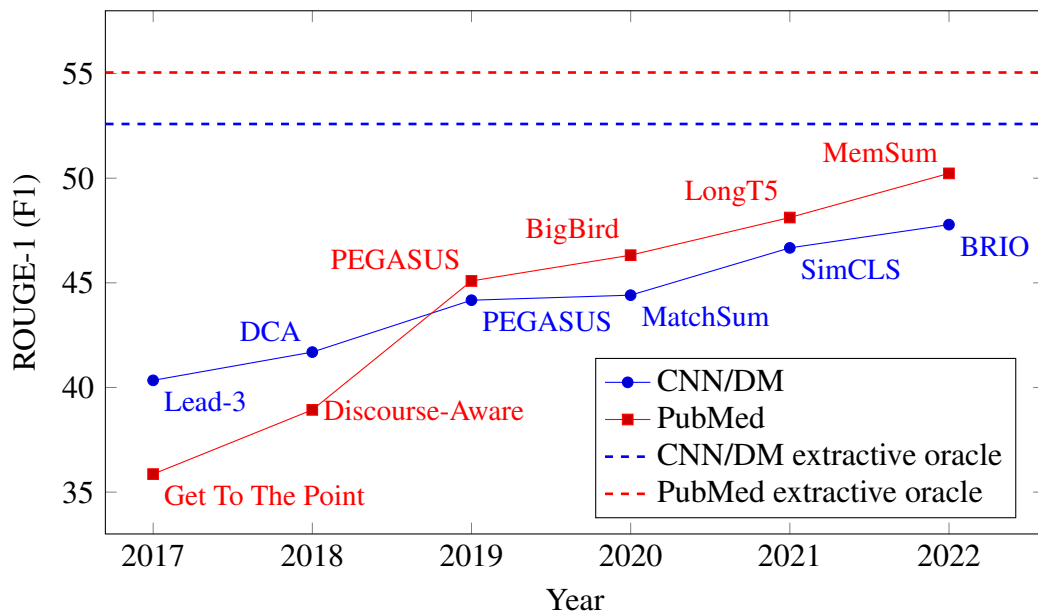 ROUGE-1 (F1)
55
50
45
40
35
MemSum
LongT5
BigBird
PEGASUS
BRIO
SimCLS
DCA
PEGASUS
MatchSum
Lead-3
Discourse-Aware
Get To The Point
CNN/DM
PubMed
CNN/DM extractive oracle
PubMed extractive oracle
2017 2018 2019 2020 2021 2022
Year